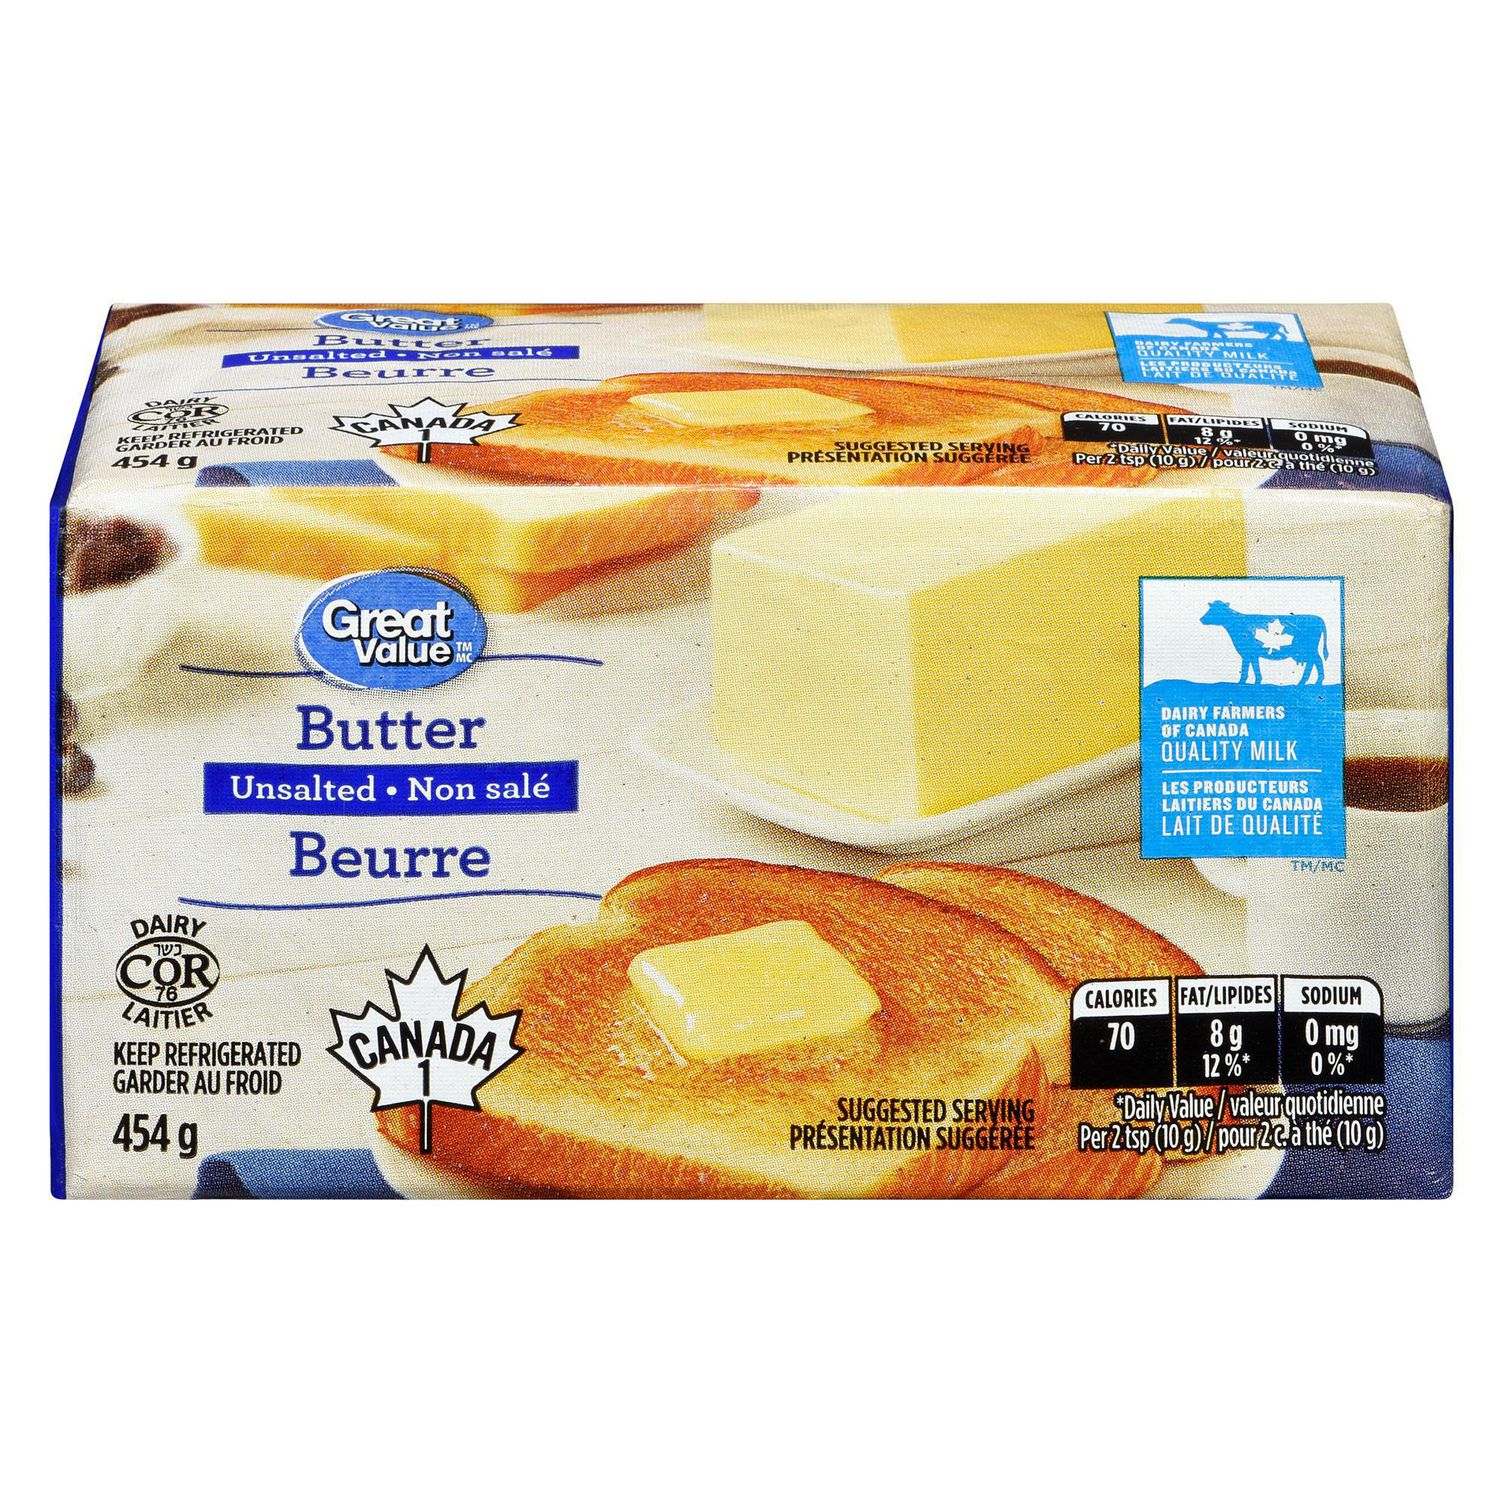 Great
Value TM
Butter
Unsalted • Non salé
Beurre
DAIRY
כשר
COR
76
LAITIER
KEEP REFRIGERATED
GARDER AU FROID
454 g
CANADA
1
SUGGESTED SERVING
PRÉSENTATION SUGGÉRÉE
DAIRY FARMERS
OF CANADA
QUALITY MILK
LES PRODUCTEURS
LAITIERS DU CANADA
LAIT DE QUALITÉ
CALORIES FAT/LIPIDES SODIUM
70 8 g 0 mg
12 %* 0 %*
*Daily Value / valeur quotidienne
Per 2 tsp (10 g) / pour 2 c. à thé (10 g)
Great
Value TM
MC
Butter
Unsalted • Non salé
Beurre
DAIRY
כשר
COR
76
LAITIER
KEEP REFRIGERATED
GARDER AU FROID
454 g
CANADA
1
SUGGESTED SERVING
PRÉSENTATION SUGGÉRÉE
DAIRY FARMERS
OF CANADA
QUALITY MILK
LES PRODUCTEURS
LAITIERS DU CANADA
LAIT DE QUALITÉ
TM/MC
CALORIES FAT/LIPIDES SODIUM
70 8 g 0 mg
12 %* 0 %*
*Daily Value / valeur quotidienne
Per 2 tsp (10 g) / pour 2 c. à thé (10 g)